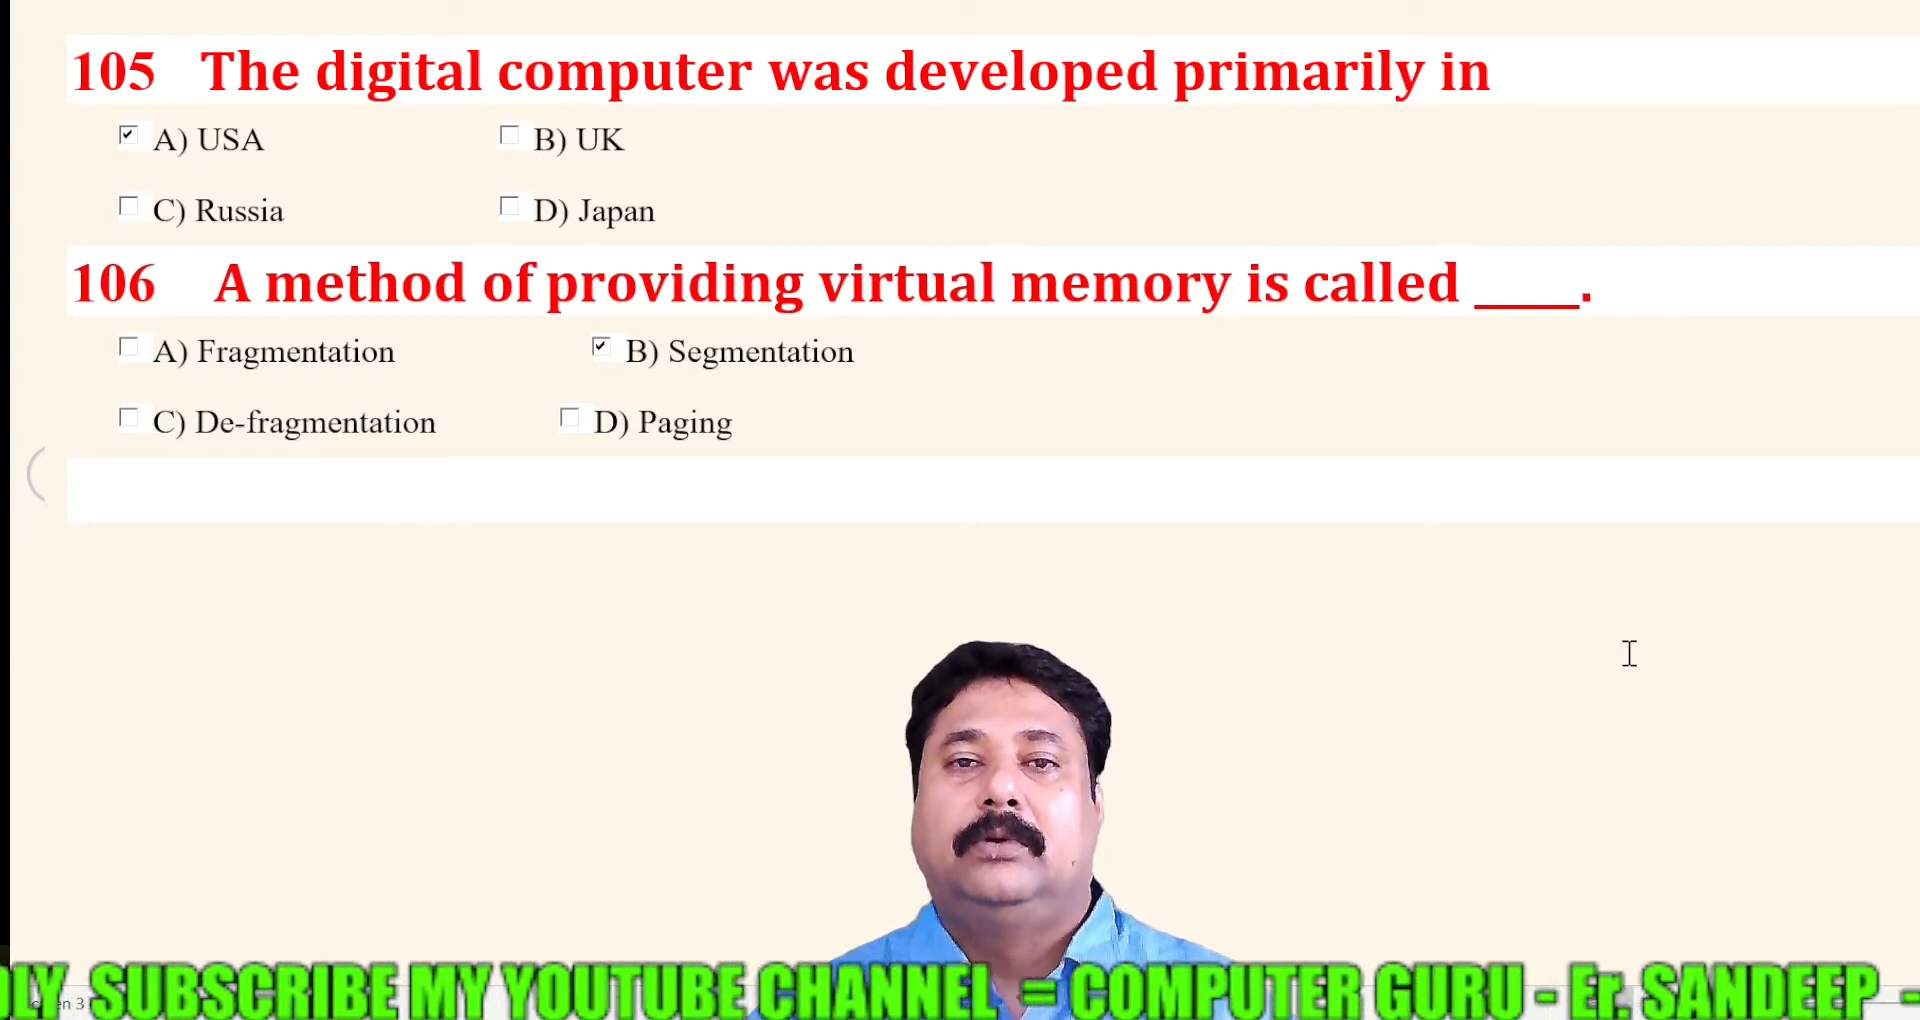 105 The digital computer was developed primarily in
A) USA B) UK
C) Russia D) Japan
106 A method of providing virtual memory is called _____.
A) Fragmentation B) Segmentation
C) De-fragmentation D) Paging
SUBSCRIBE MY YOUTUBE CHANNEL = COMPUTER GURU - Er. SANDEEP -